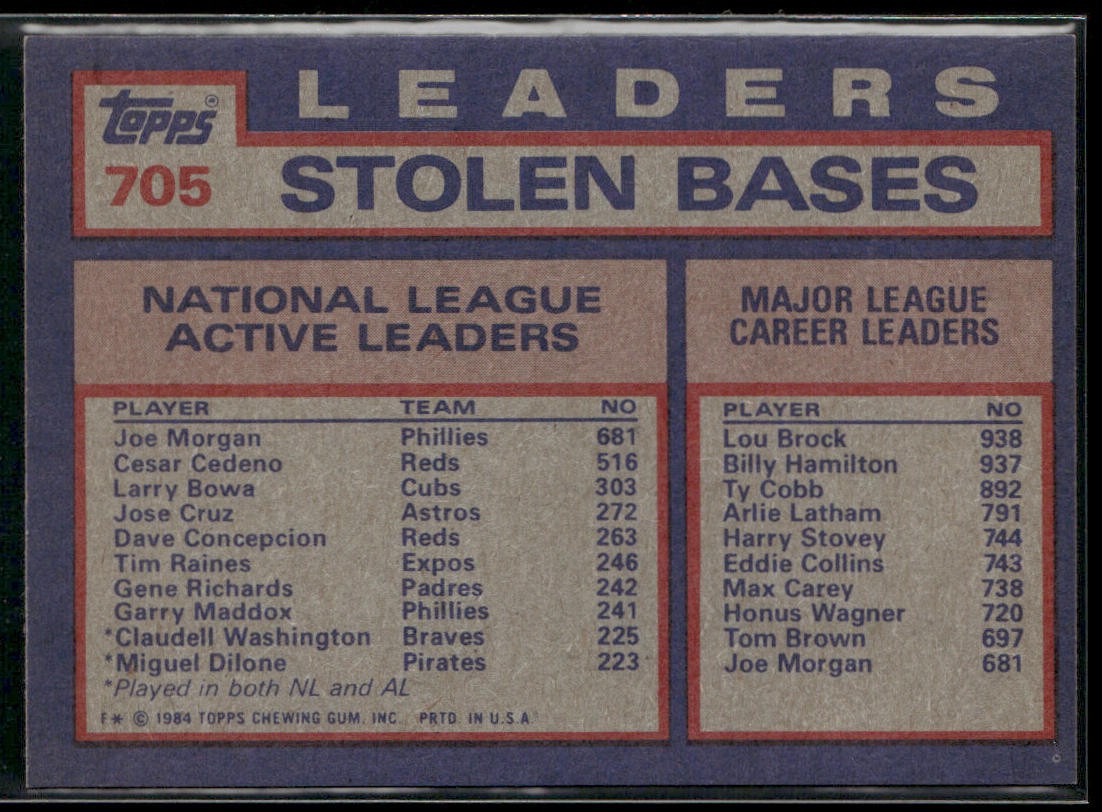 topps®
705
LEADERS
STOLEN BASES
NATIONAL LEAGUE
ACTIVE LEADERS
PLAYER TEAM NO
Joe Morgan Phillies 681
Cesar Cedeno Reds 516
Larry Bowa Cubs 303
Jose Cruz Astros 272
Dave Concepcion Reds 263
Tim Raines Expos 246
Gene Richards Padres 242
Garry Maddox Phillies 241
*Claudell Washington Braves 225
*Miguel Dilone Pirates 223
*Played in both NL and AL
F* © 1984 TOPPS CHEWING GUM, INC. PRTD. IN U.S.A.
MAJOR LEAGUE
CAREER LEADERS
PLAYER NO
Lou Brock 938
Billy Hamilton 937
Ty Cobb 892
Arlie Latham 791
Harry Stovey 744
Eddie Collins 743
Max Carey 738
Honus Wagner 720
Tom Brown 697
Joe Morgan 681
C